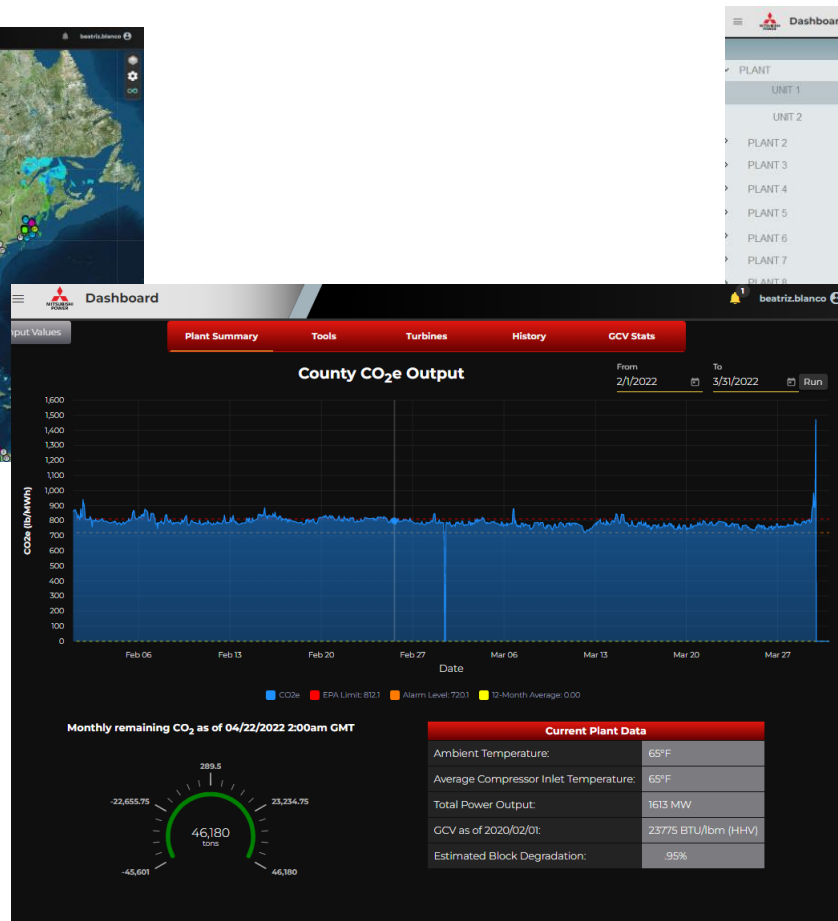 beatriz.blanco
Dashboar
PLANT
UNIT 1
UNIT 2
PLANT 2
PLANT 3
PLANT 4
PLANT 5
PLANT 6
PLANT 7
PLANT 8
MITSUBISHI POWER
Dashboard
1
beatriz.blanco
nput Values
Plant Summary
Tools
Turbines
History
GCV Stats
County CO₂e Output
From
2/1/2022
To
3/31/2022
Run
1,600
1,500
1,400
1,300
1,200
1,100
1,000
900
800
700
600
500
400
300
200
100
0
CO2e (lb/MWh)
Feb 06
Feb 13
Feb 20
Feb 27
Mar 06
Mar 13
Mar 20
Mar 27
Date
CO2e
EPA Limit: 812.1
Alarm Level: 720.1
12-Month Average: 0.00
Monthly remaining CO₂ as of 04/22/2022 2:00am GMT
289.5
-22,655.75
23,234.75
46,180
tons
-45,601
46,180
Current Plant Data
Ambient Temperature: 65°F
Average Compressor Inlet Temperature: 65°F
Total Power Output: 1613 MW
GCV as of 2020/02/01: 23775 BTU/lbm (HHV)
Estimated Block Degradation: .95%